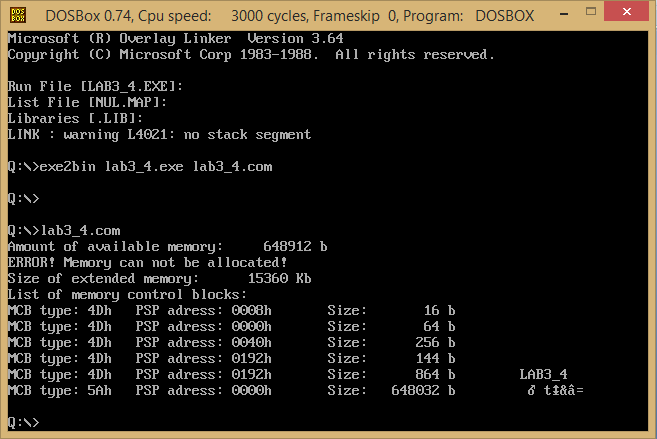 DOS BOX DOSBox 0.74, Cpu speed: 3000 cycles, Frameskip 0, Program: DOSBOX
Microsoft (R) Overlay Linker Version 3.64
Copyright (C) Microsoft Corp 1983-1988. All rights reserved.
Run File [LAB3_4.EXE]:
List File [NUL.MAP]:
Libraries [.LIB]:
LINK : warning L4021: no stack segment
Q:\>exe2bin lab3_4.exe lab3_4.com
Q:\>
Q:\>lab3_4.com
Amount of available memory: 648912 b
ERROR! Memory can not be allocated!
Size of extended memory: 15360 Kb
List of memory control blocks:
MCB type: 4Dh PSP adress: 0008h Size: 16 b
MCB type: 4Dh PSP adress: 0000h Size: 64 b
MCB type: 4Dh PSP adress: 0040h Size: 256 b
MCB type: 4Dh PSP adress: 0192h Size: 144 b
MCB type: 4Dh PSP adress: 0192h Size: 864 b LAB3_4
MCB type: 5Ah PSP adress: 0000h Size: 648032 b ♂ t‡&â=
Q:\>